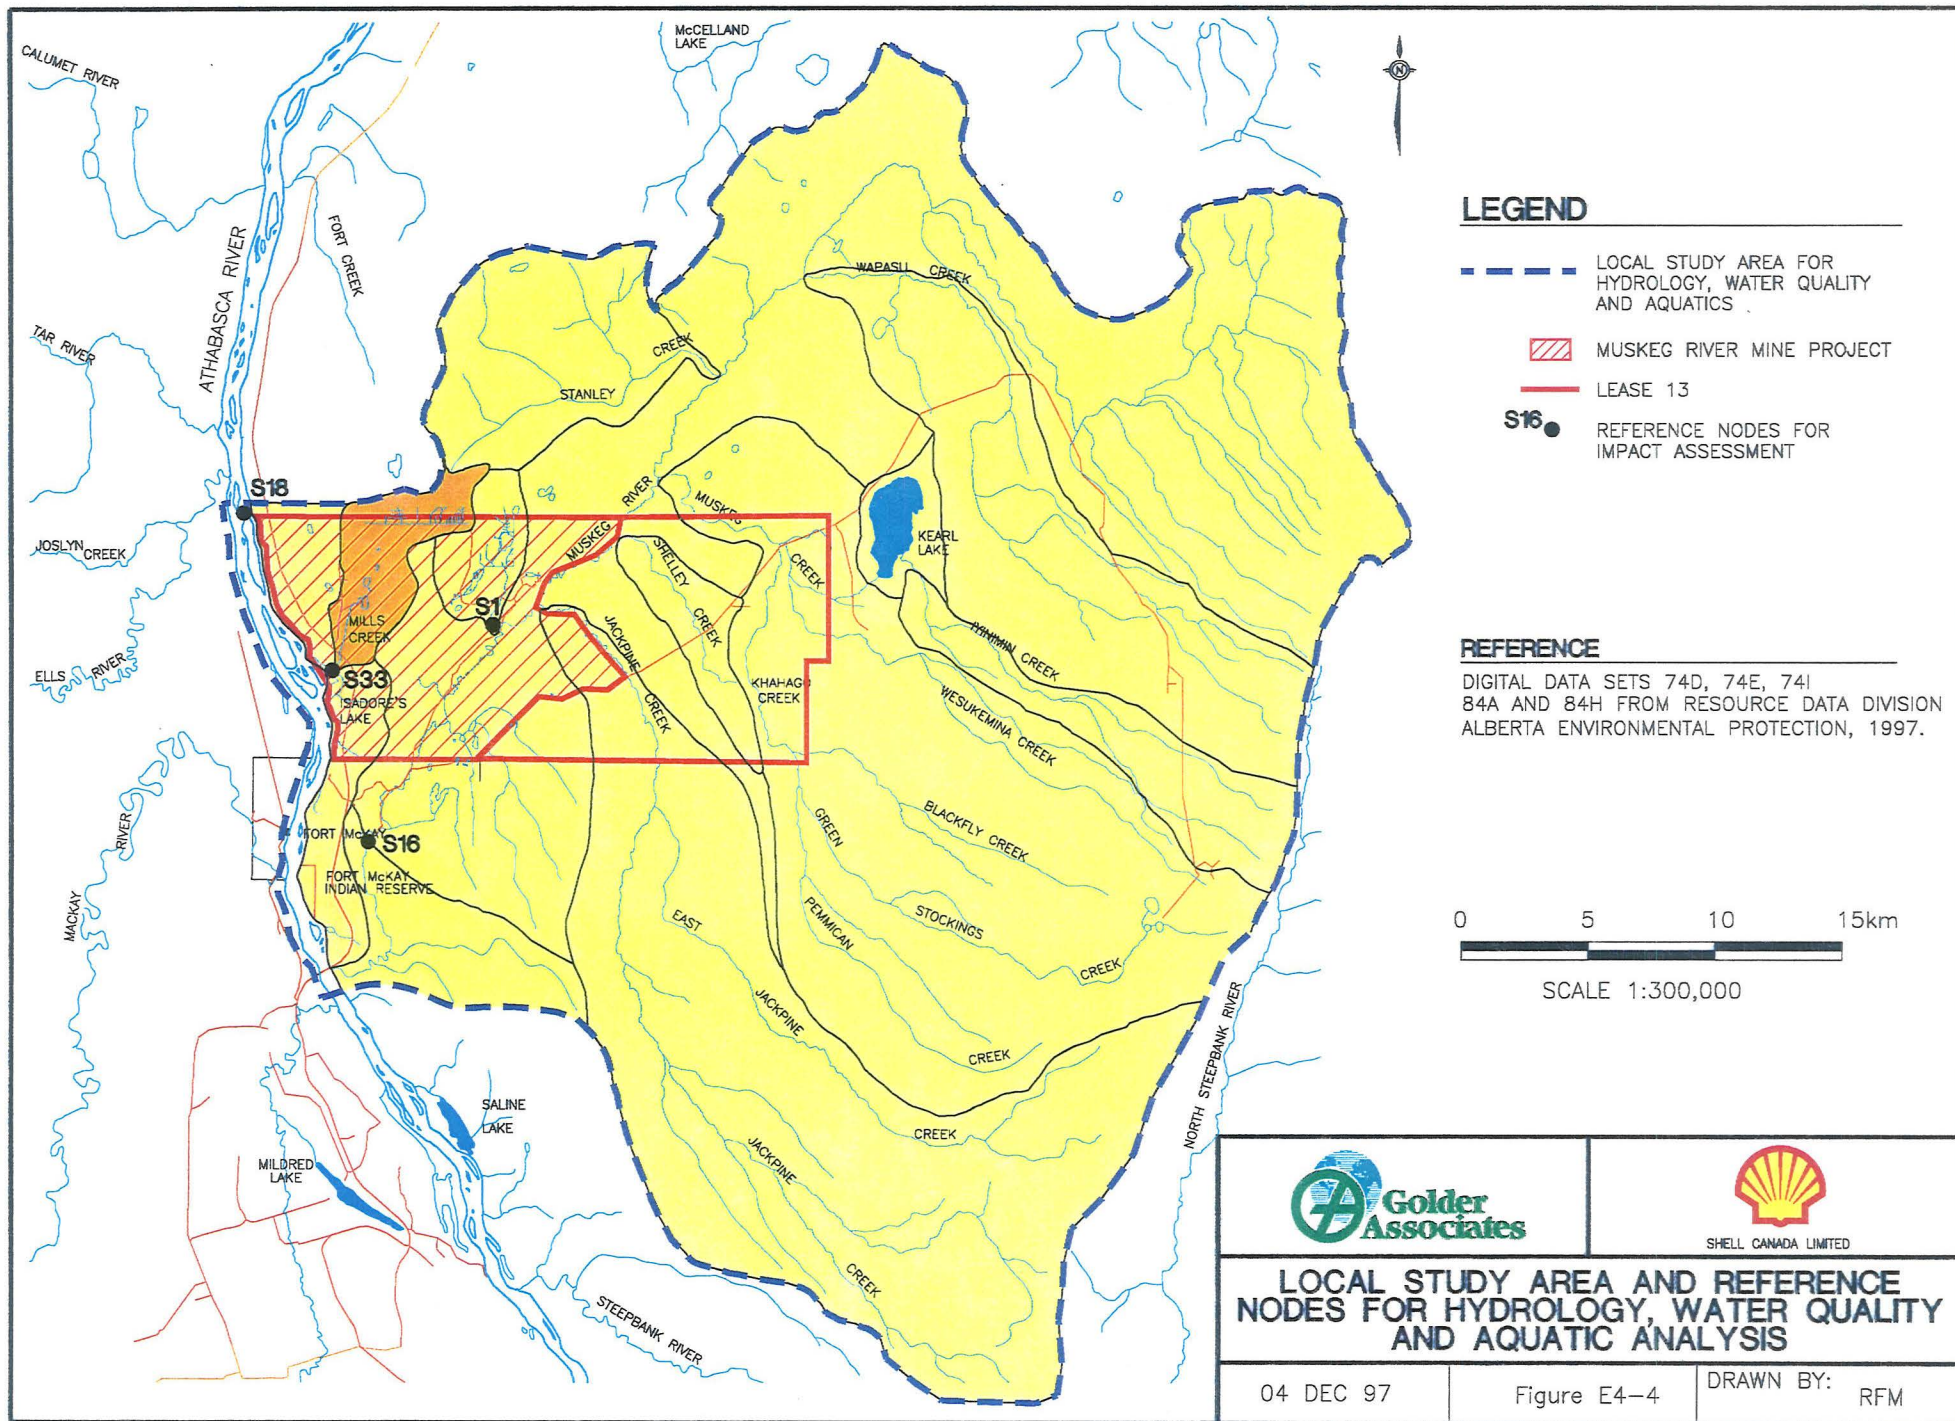 McCELLAND
LAKE
CALUMET RIVER
ATHABASCA RIVER
FORT CREEK
TAR RIVER
WAPASU CREEK
CREEK
STANLEY
S18
JOSLYN
CREEK
RIVER
MUSKEG
MUSKEG
KEARL
LAKE
SHELLEY
CREEK
CREEK
S1
MILLS
CREEK
JACKPINE
CREEK
IYINIMIN CREEK
ELLS RIVER
S33
ISADORE'S
LAKE
KHAHAGO
CREEK
WESUKEMINA CREEK
MACKAY
RIVER
FORT McKAY
S16
FORT McKAY
INDIAN RESERVE
GREEN
BLACKFLY CREEK
STOCKINGS
CREEK
PEMMICAN
CREEK
EAST
JACKPINE
CREEK
NORTH STEEPBANK RIVER
SALINE
LAKE
MILDRED
LAKE
JACKPINE
CREEK
STEEPBANK RIVER
N
LEGEND
LOCAL STUDY AREA FOR
HYDROLOGY, WATER QUALITY
AND AQUATICS
MUSKEG RIVER MINE PROJECT
LEASE 13
S16
REFERENCE NODES FOR
IMPACT ASSESSMENT
REFERENCE
DIGITAL DATA SETS 74D, 74E, 74I
84A AND 84H FROM RESOURCE DATA DIVISION
ALBERTA ENVIRONMENTAL PROTECTION, 1997.
0 5 10 15km
SCALE 1:300,000
Golder
Associates
SHELL CANADA LIMITED
LOCAL STUDY AREA AND REFERENCE
NODES FOR HYDROLOGY, WATER QUALITY
AND AQUATIC ANALYSIS
04 DEC 97
Figure E4-4
DRAWN BY: RFM